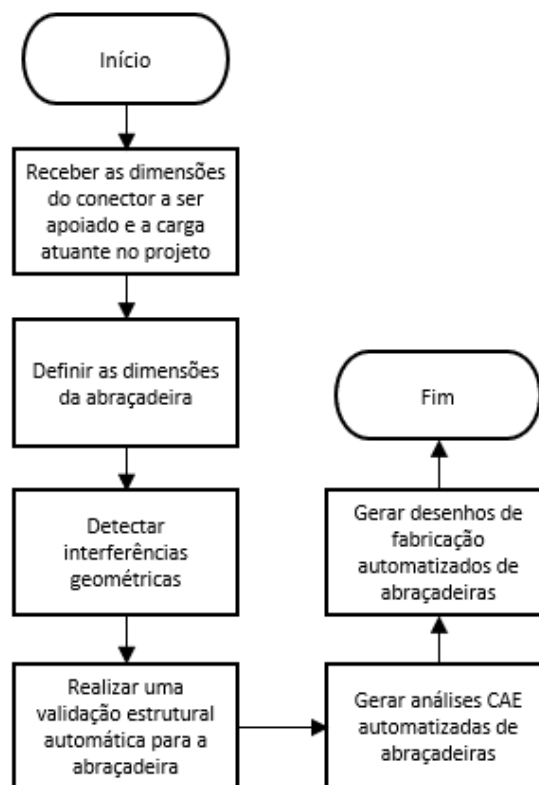 Início
Receber as dimensões
do conector a ser
apoiado e a carga
atuante no projeto
Definir as dimensões
da abraçadeira
Detectar
interferências
geométricas
Realizar uma
validação estrutural
automática para a
abraçadeira
Gerar análises CAE
automatizadas de
abraçadeiras
Gerar desenhos de
fabricação
automatizados de
abraçadeiras
Fim